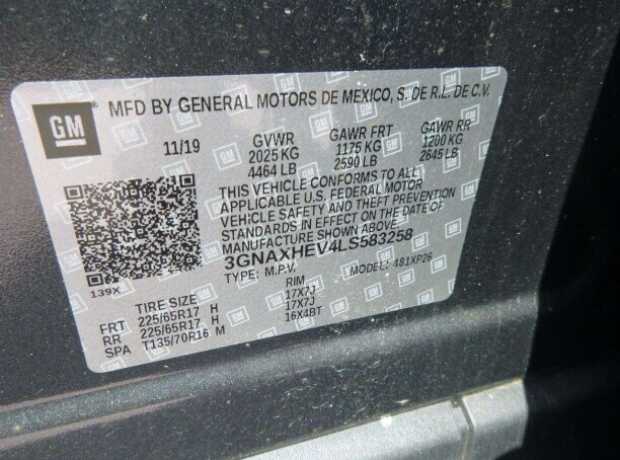 GM
MFD BY GENERAL MOTORS DE MEXICO, S. DE R.L. DE C.V.
11/19 GVWR GAWR FRT GAWR RR
2025 KG 1175 KG 1200 KG
4464 LB 2590 LB 2645 LB
THIS VEHICLE CONFORMS TO ALL
APPLICABLE U.S. FEDERAL MOTOR
VEHICLE SAFETY AND THEFT PREVENTION
STANDARDS IN EFFECT ON THE DATE OF
MANUFACTURE SHOWN ABOVE.
3GNAXHEV4LS583258
TYPE: M.P.V. MODEL: 481XP26
139X
TIRE SIZE RIM
FRT 225/65R17 H 17X7J
RR 225/65R17 H 17X7J
SPA T135/70R16 M 16X4BT